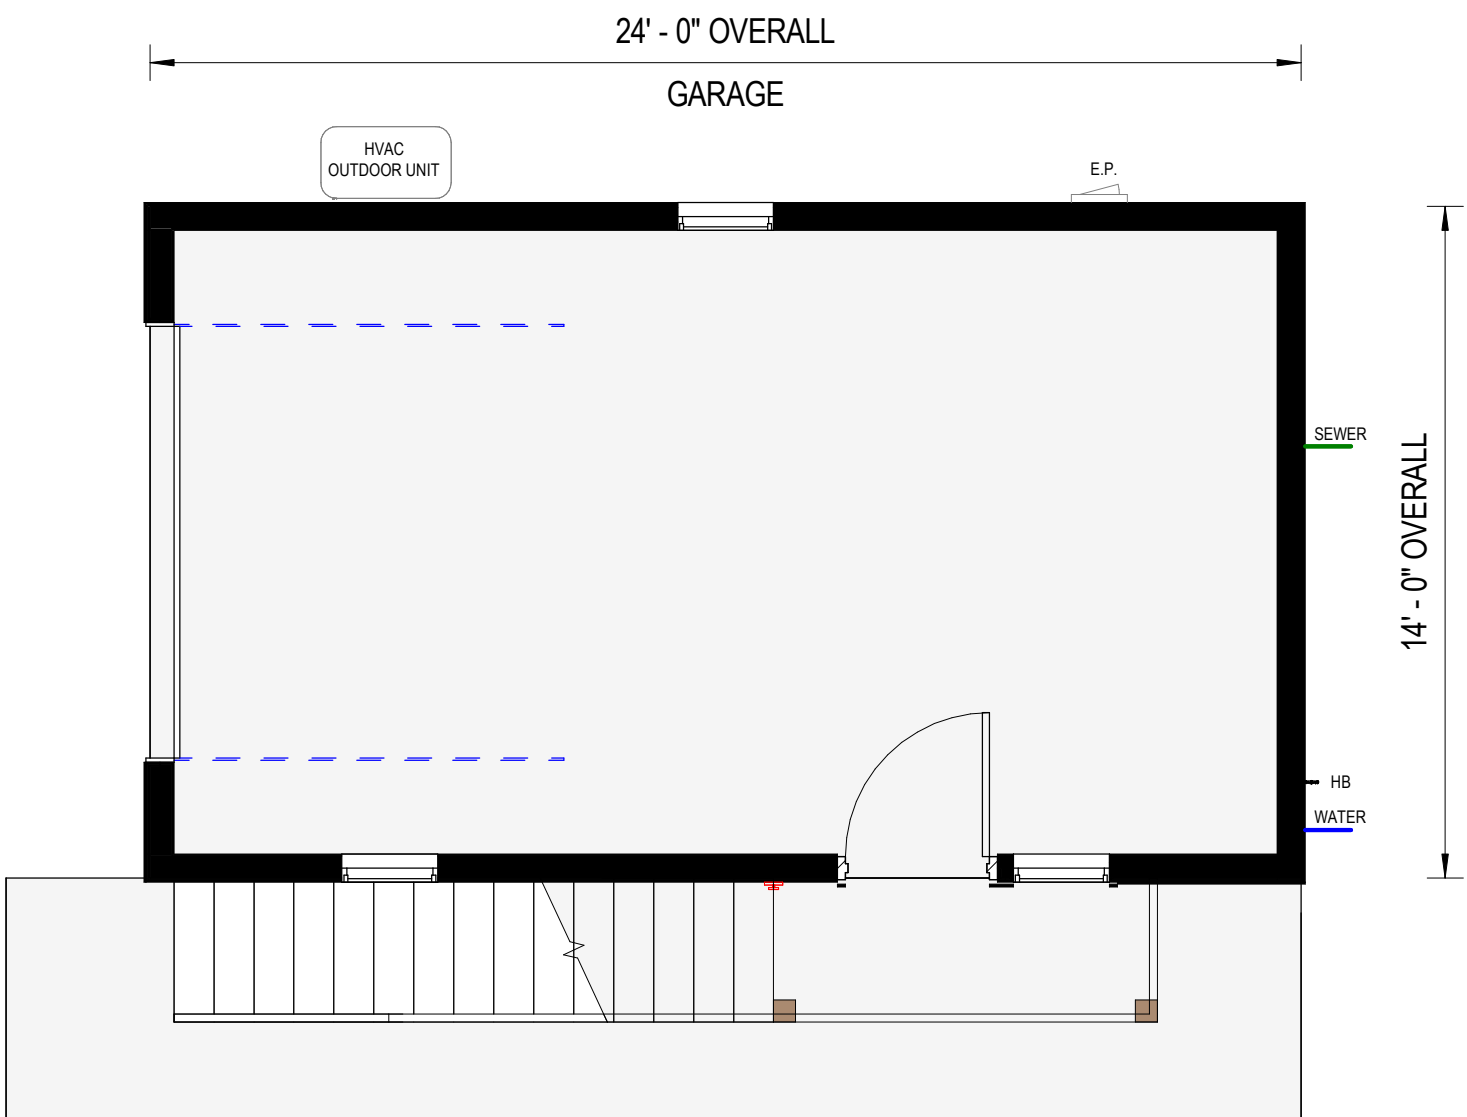 24' - 0" OVERALL
GARAGE
HVAC
OUTDOOR UNIT
E.P.
SEWER
14' - 0" OVERALL
HB
WATER